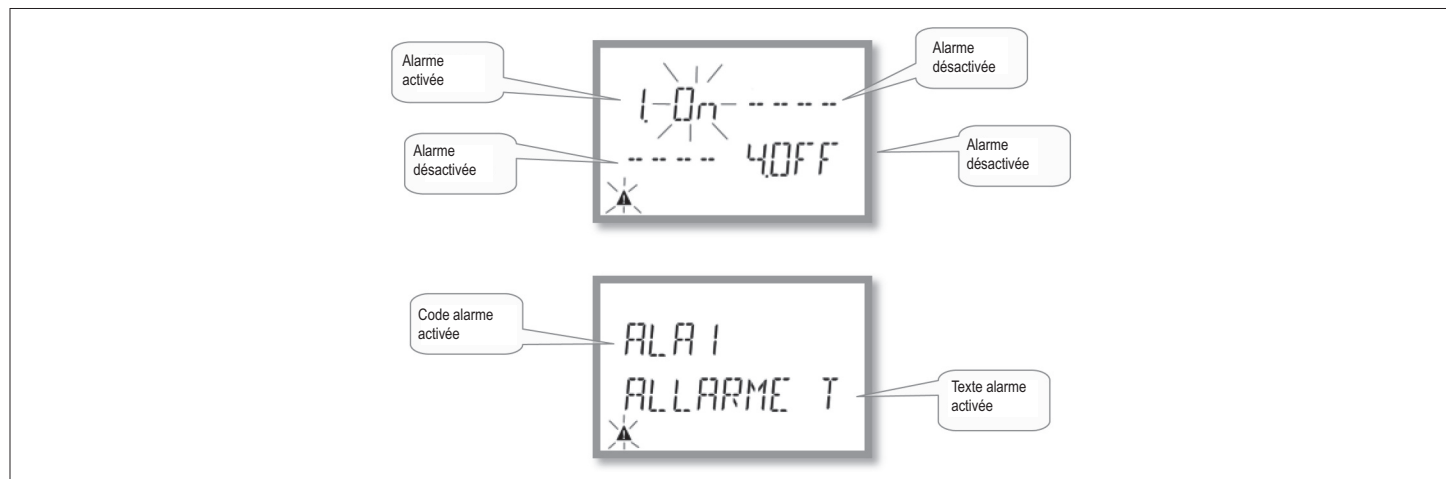 Alarme
activée
Alarme
désactivée
1. On - - - -
Alarme
désactivée
- - - - 4.OFF
Alarme
désactivée
Code alarme
activée
ALA1
ALLARME T
Texte alarme
activée